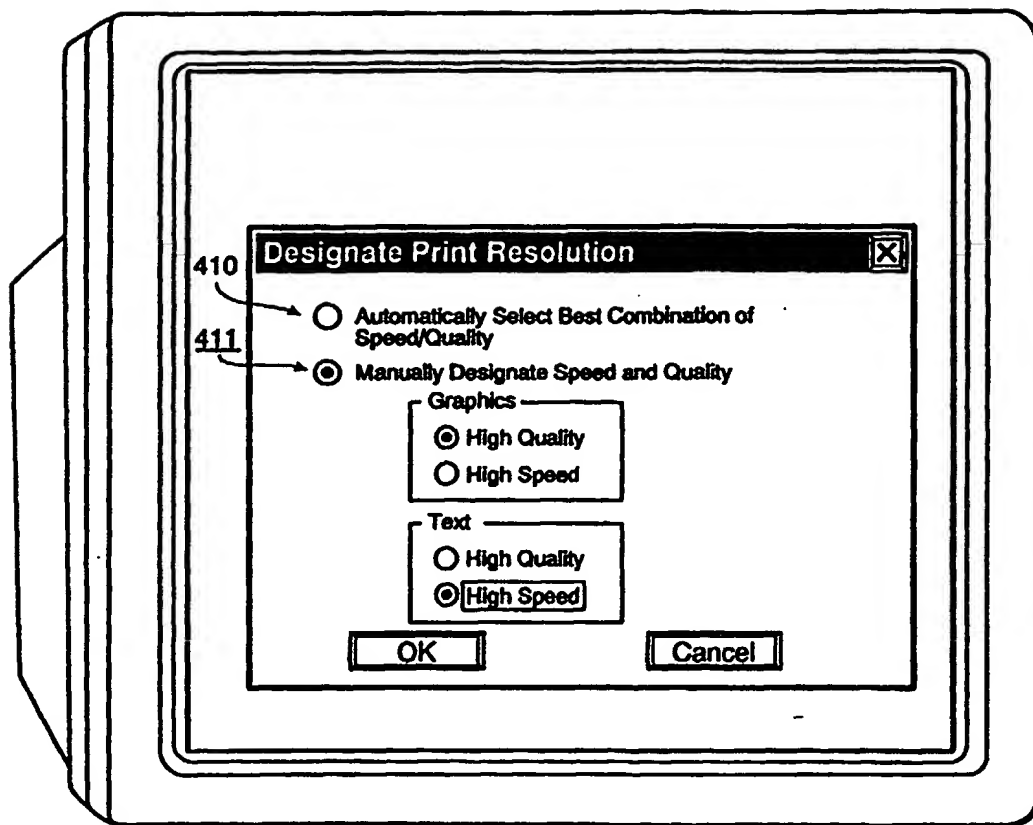 Designate Print Resolution
410
Automatically Select Best Combination of
Speed/Quality
411
Manually Designate Speed and Quality
Graphics
High Quality
High Speed
Text
High Quality
High Speed
OK
Cancel